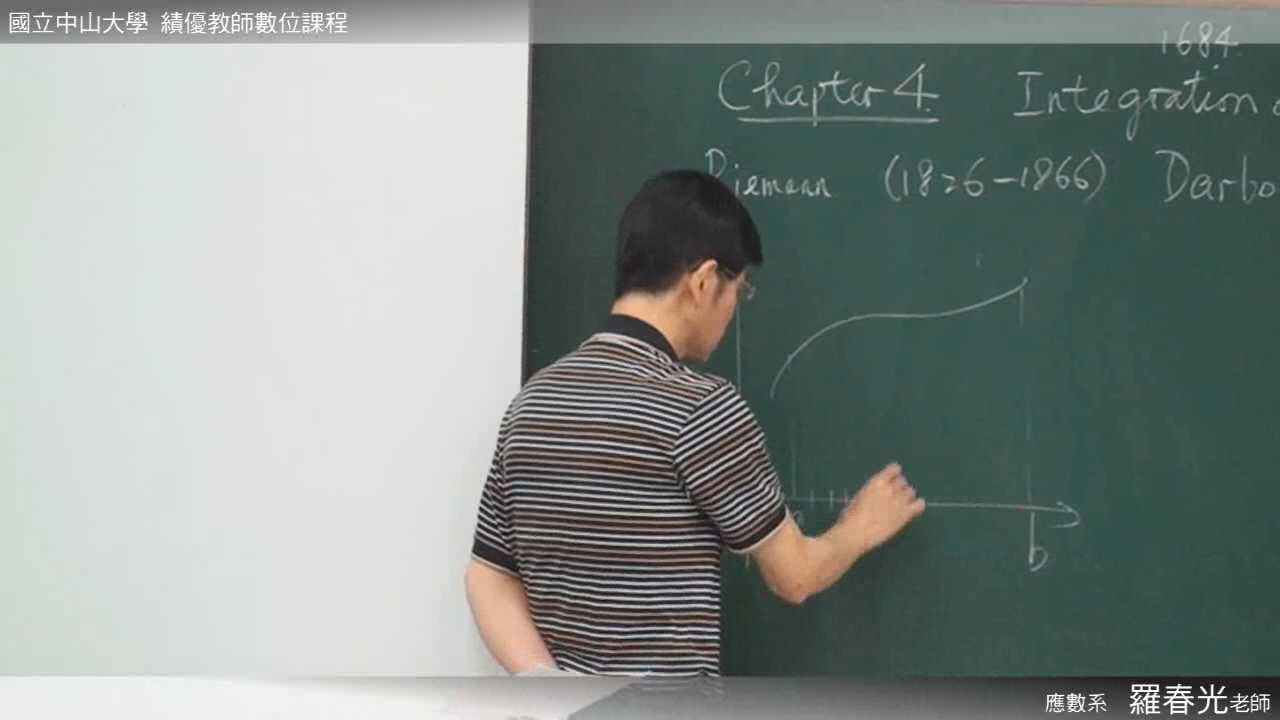 國立中山大學 績優教師數位課程
1684.
Chapter 4. Integration
Riemann (1826-1866) Darbo
a
b
應數系 羅春光老師